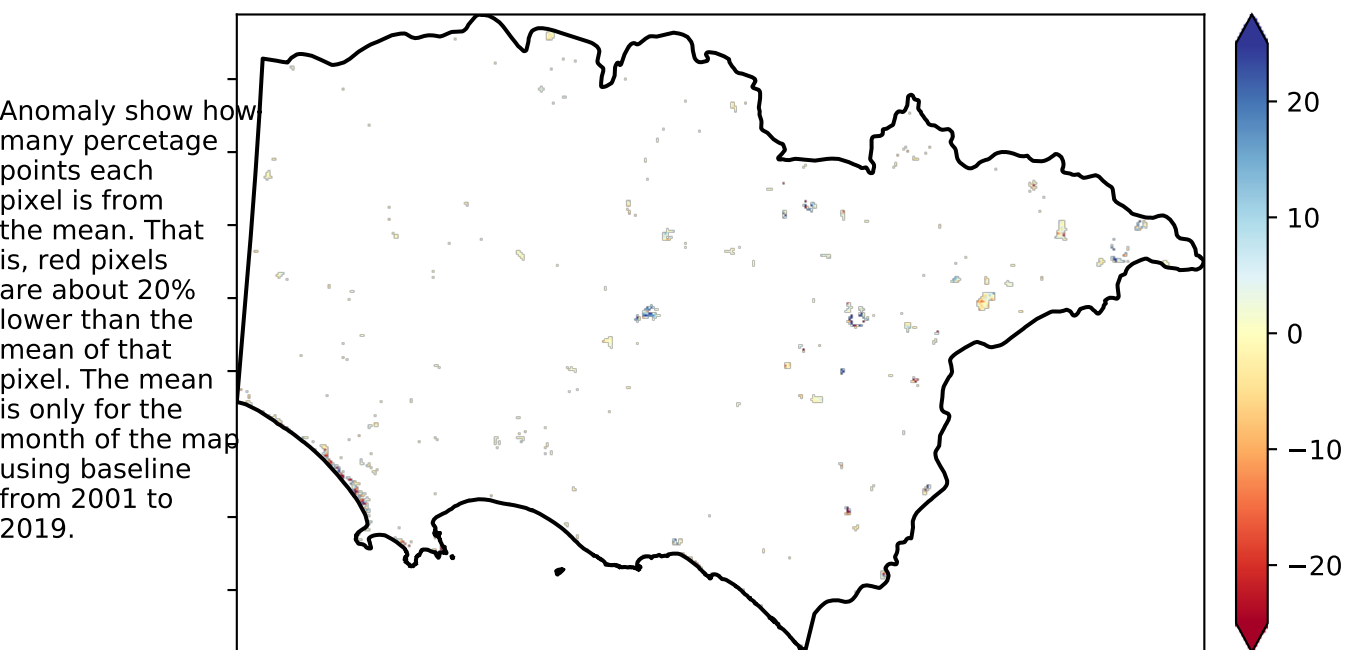 Anomaly show how
many percetage
points each
pixel is from
the mean. That
is, red pixels
are about 20%
lower than the
mean of that
pixel. The mean
is only for the
month of the map
using baseline
from 2001 to
2019.
20
10
0
−10
−20